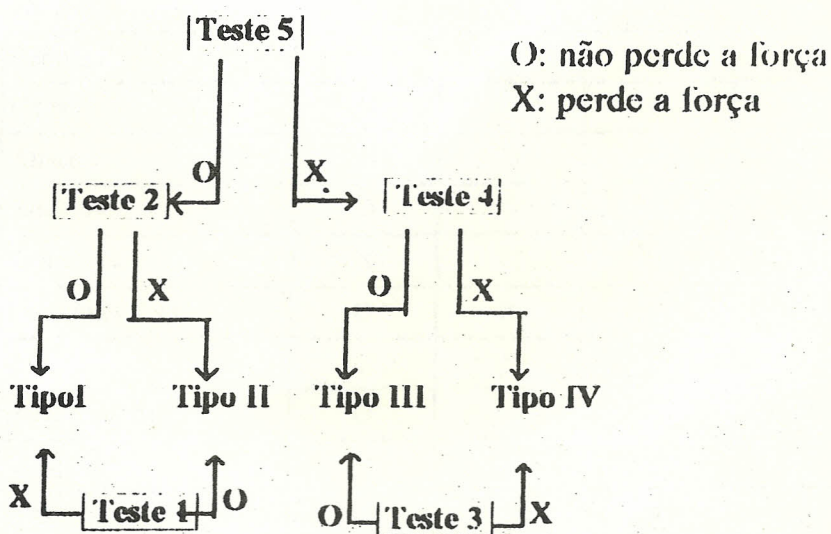 Teste 5
O: não perde a força
X: perde a força
O X
Teste 2 Teste 4
O X O X
TipoI Tipo II Tipo III Tipo IV
X Teste 1 O O Teste 3 X